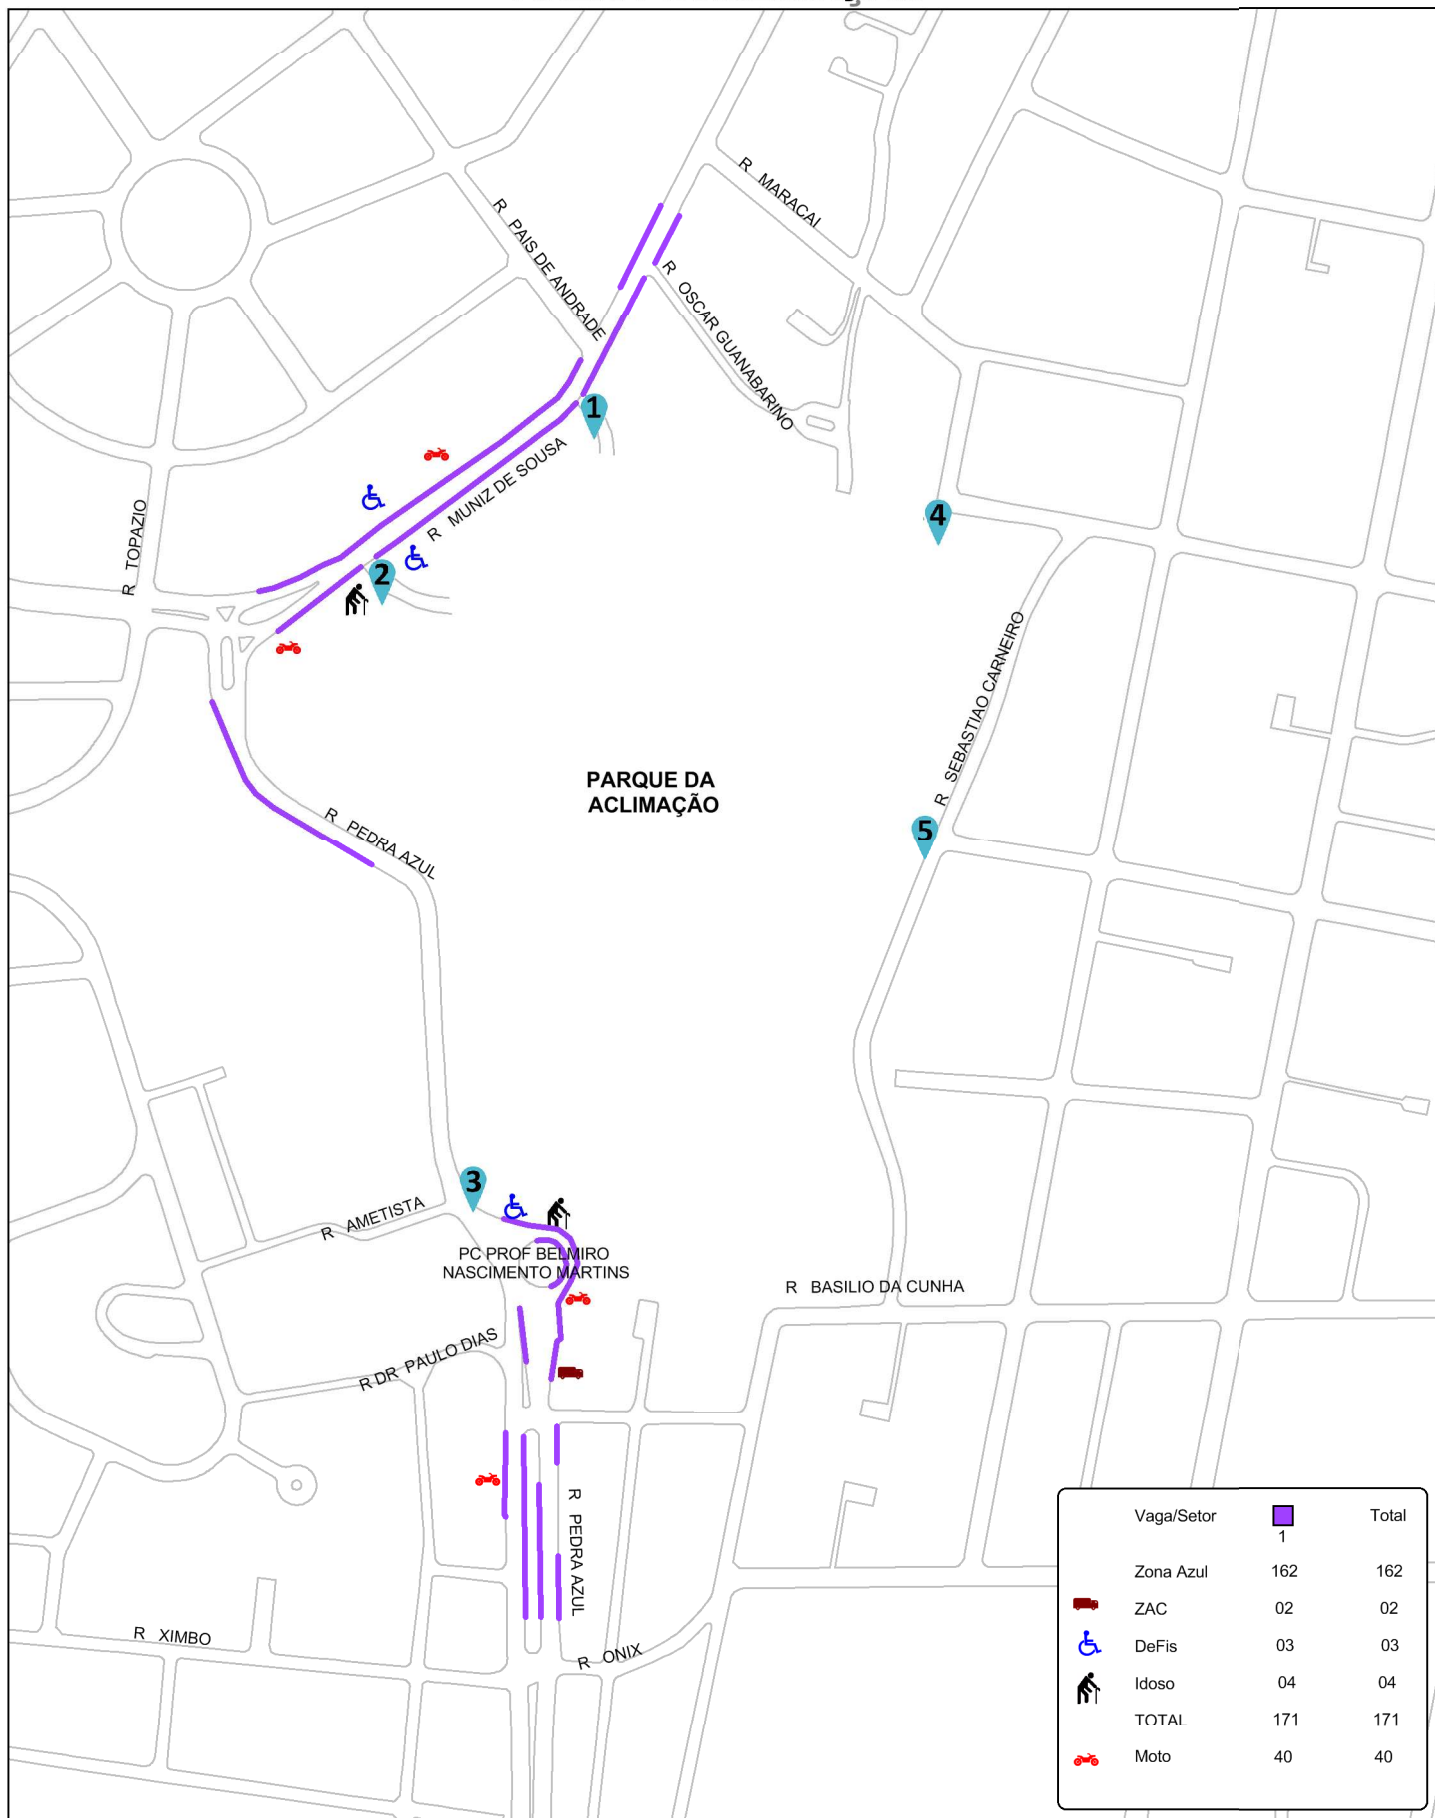 R MARACAI
R PAIS DE ANDRADE
R OSCAR GUANABARINO
1
R MUNIZ DE SOUSA
R TOPAZIO
4
2
R SEBASTIAO CARNEIRO
PARQUE DA
ACLIMAÇÃO
R PEDRA AZUL
5
3
R AMETISTA
PC PROF BELMIRO
NASCIMENTO MARTINS
R BASILIO DA CUNHA
R DR PAULO DIAS
R PEDRA AZUL
R XIMBO
R ONIX
Vaga/Setor 1 Total
Zona Azul 162 162
ZAC 02 02
DeFis 03 03
Idoso 04 04
TOTAL 171 171
Moto 40 40